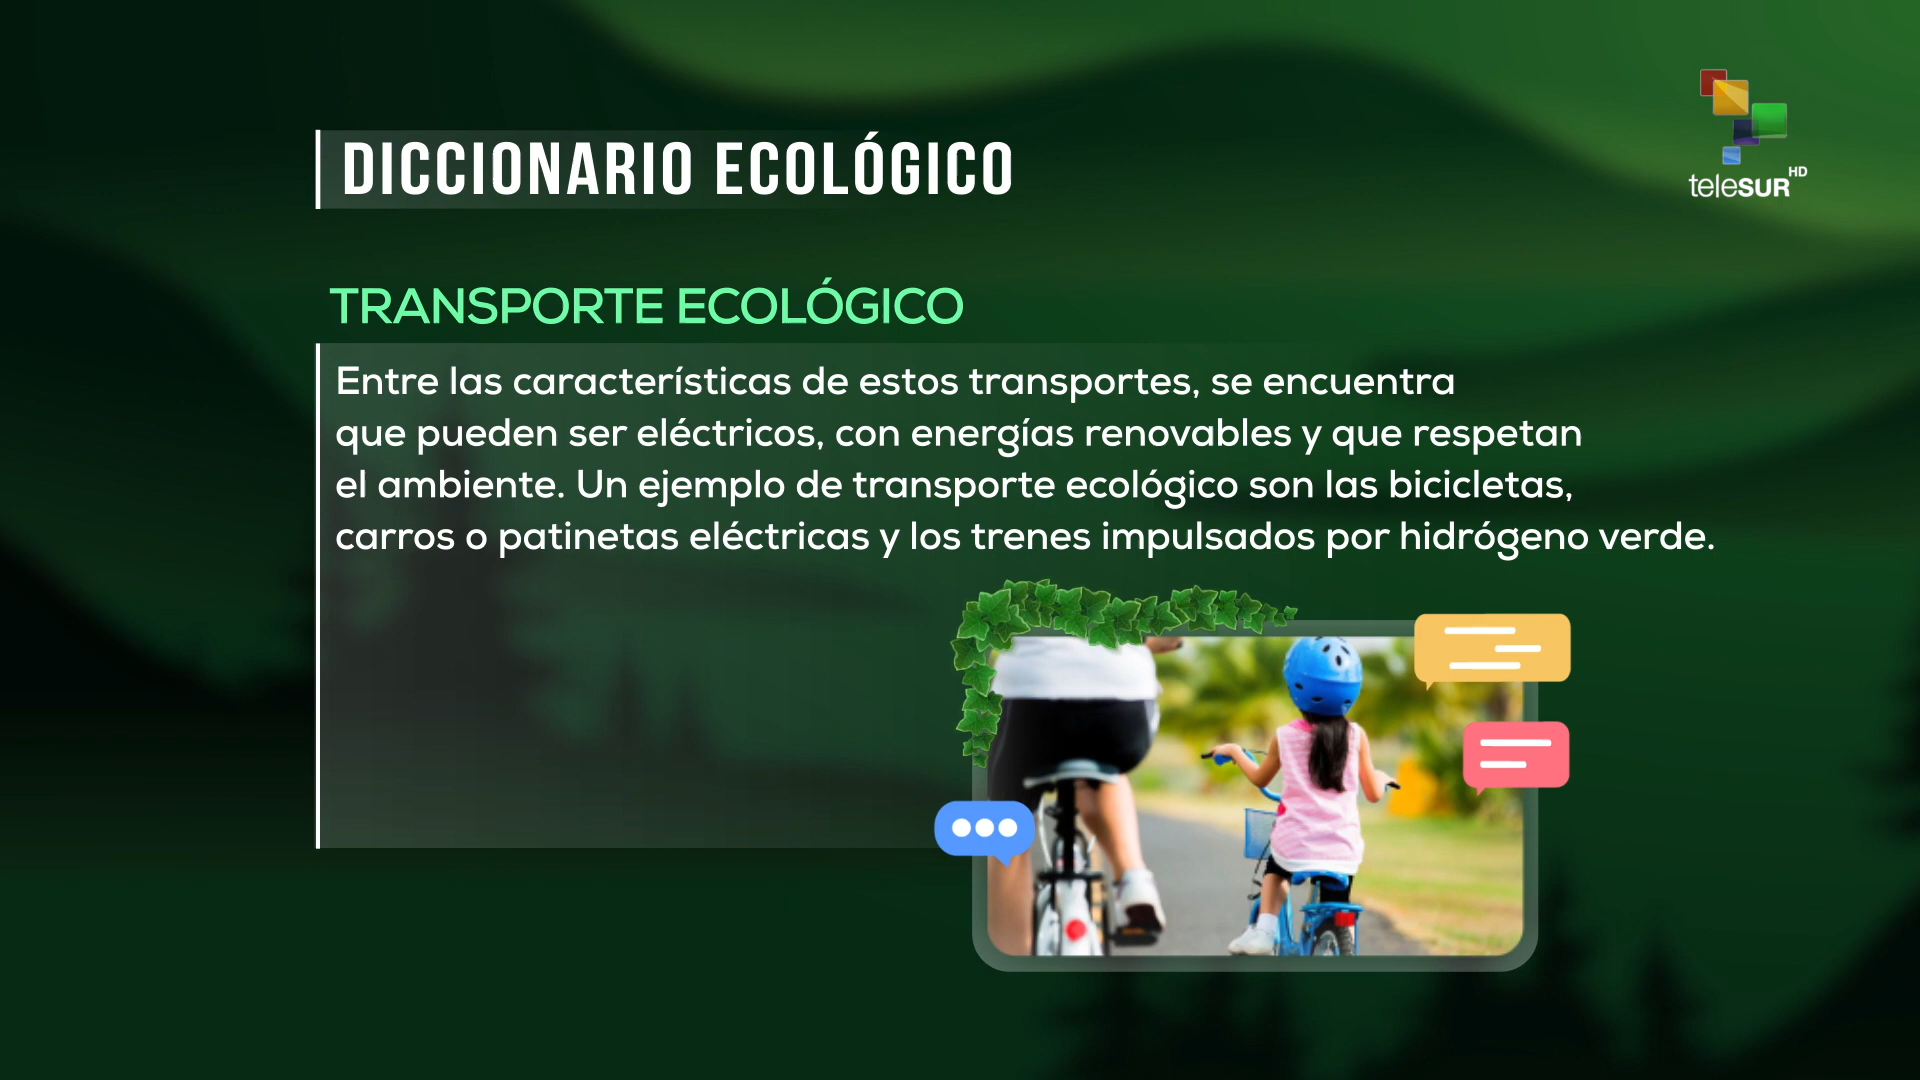 DICCIONARIO ECOLÓGICO
teleSUR HD
TRANSPORTE ECOLÓGICO
Entre las características de estos transportes, se encuentra
que pueden ser eléctricos, con energías renovables y que respetan
el ambiente. Un ejemplo de transporte ecológico son las bicicletas,
carros o patinetas eléctricas y los trenes impulsados por hidrógeno verde.